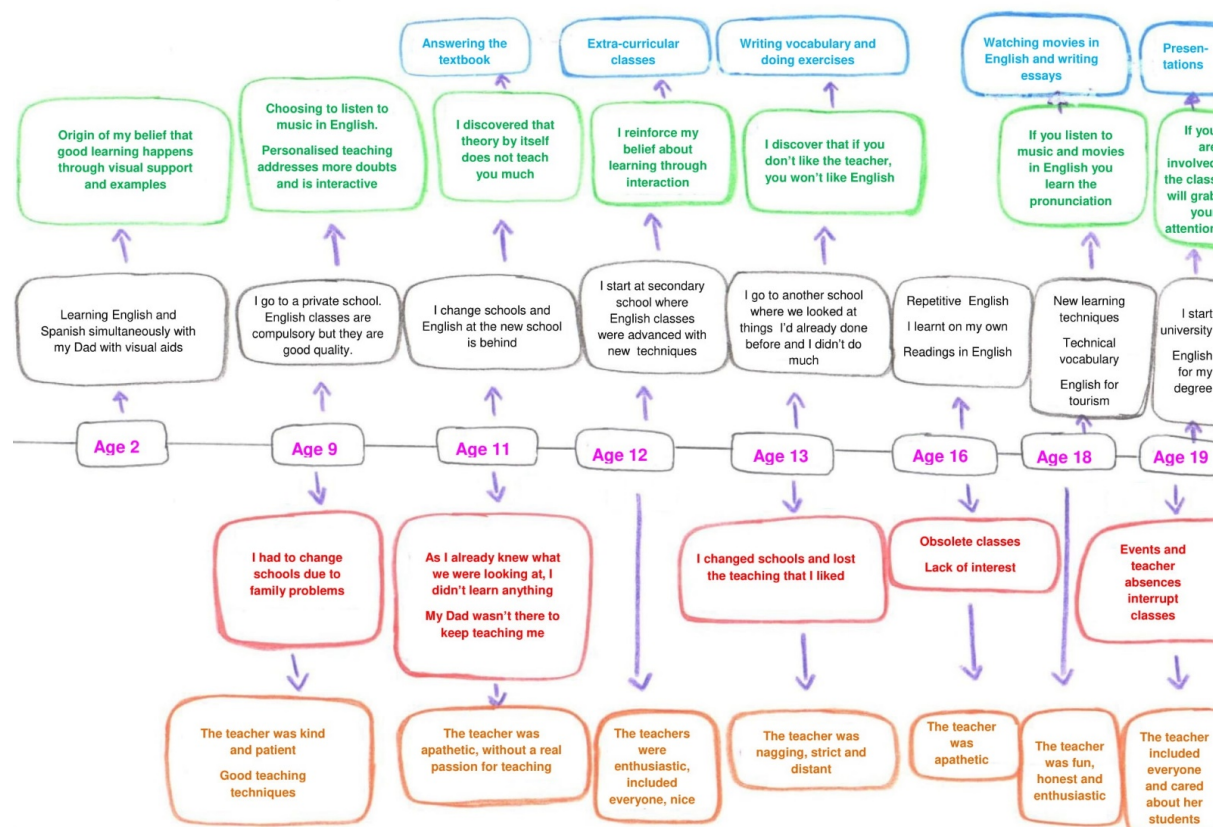 Answering the
textbook
Extra-curricular
classes
Writing vocabulary and
doing exercises
Watching movies in
English and writing
essays
Presen-
tations
Origin of my belief that
good learning happens
through visual support
and examples
Choosing to listen to
music in English.
Personalised teaching
addresses more doubts
and is interactive
I discovered that
theory by itself
does not teach
you much
I reinforce my
belief about
learning through
interaction
I discover that if you
don't like the teacher,
you won't like English
If you listen to
music and movies
in English you
learn the
pronunciation
If you
are
involved
the class
will grab
your
attention
Learning English and
Spanish simultaneously with
my Dad with visual aids
I go to a private school.
English classes are
compulsory but they are
good quality.
I change schools and
English at the new school
is behind
I start at secondary
school where
English classes
were advanced with
new techniques
I go to another school
where we looked at
things I'd already done
before and I didn't do
much
Repetitive English
I learnt on my own
Readings in English
New learning
techniques
Technical
vocabulary
English for
tourism
I start
university
English
for my
degree
Age 2
Age 9
Age 11
Age 12
Age 13
Age 16
Age 18
Age 19
I had to change
schools due to
family problems
As I already knew what
we were looking at, I
didn't learn anything
My Dad wasn't there to
keep teaching me
I changed schools and lost
the teaching that I liked
Obsolete classes
Lack of interest
Events and
teacher
absences
interrupt
classes
The teacher was kind
and patient
Good teaching
techniques
The teacher was
apathetic, without a real
passion for teaching
The teachers
were
enthusiastic,
included
everyone, nice
The teacher was
nagging, strict and
distant
The teacher
was
apathetic
The teacher
was fun,
honest and
enthusiastic
The teacher
included
everyone
and cared
about her
students